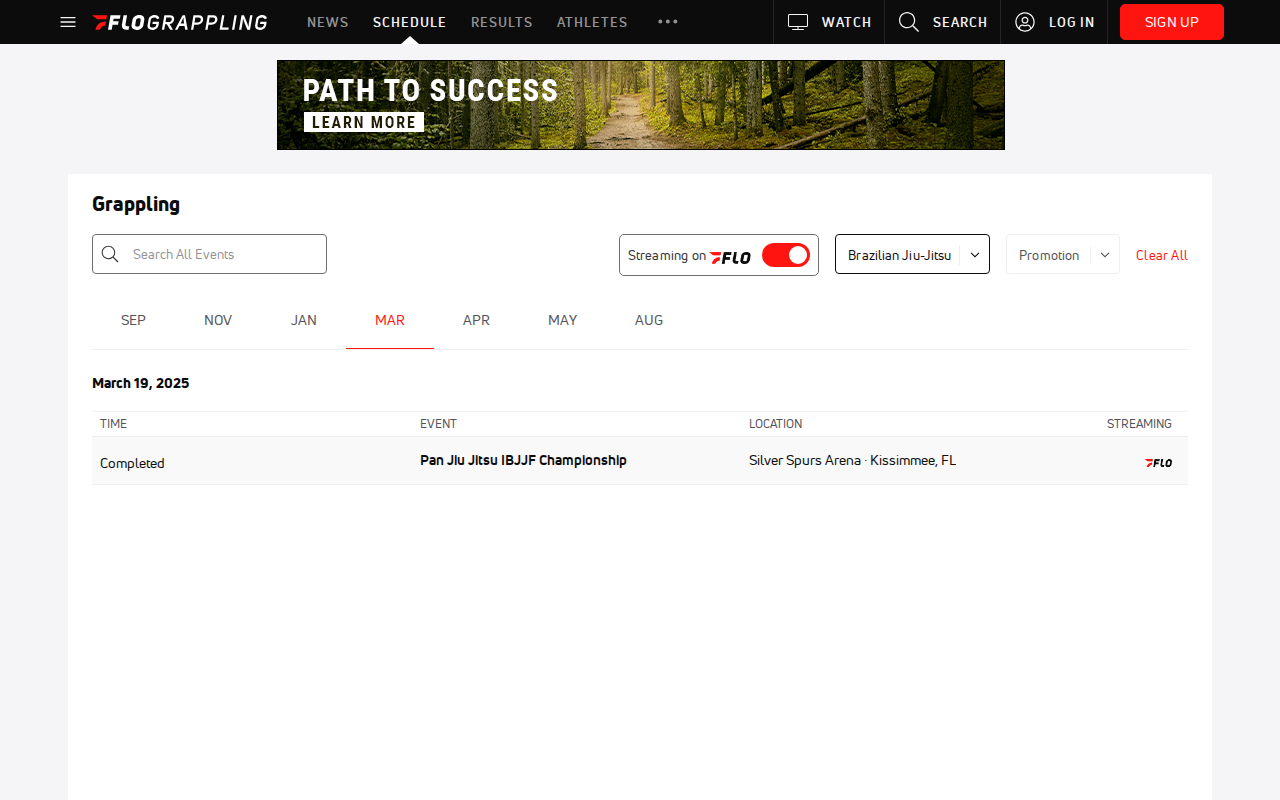 FLOGRAPPLING NEWS SCHEDULE RESULTS ATHLETES WATCH SEARCH LOG IN SIGN UP
PATH TO SUCCESS
LEARN MORE
Grappling
Search All Events Streaming on FLO Brazilian Jiu-Jitsu Promotion Clear All
SEP NOV JAN MAR APR MAY AUG
March 19, 2025
TIME EVENT LOCATION STREAMING
Completed Pan Jiu Jitsu IBJJF Championship Silver Spurs Arena · Kissimmee, FL FLO